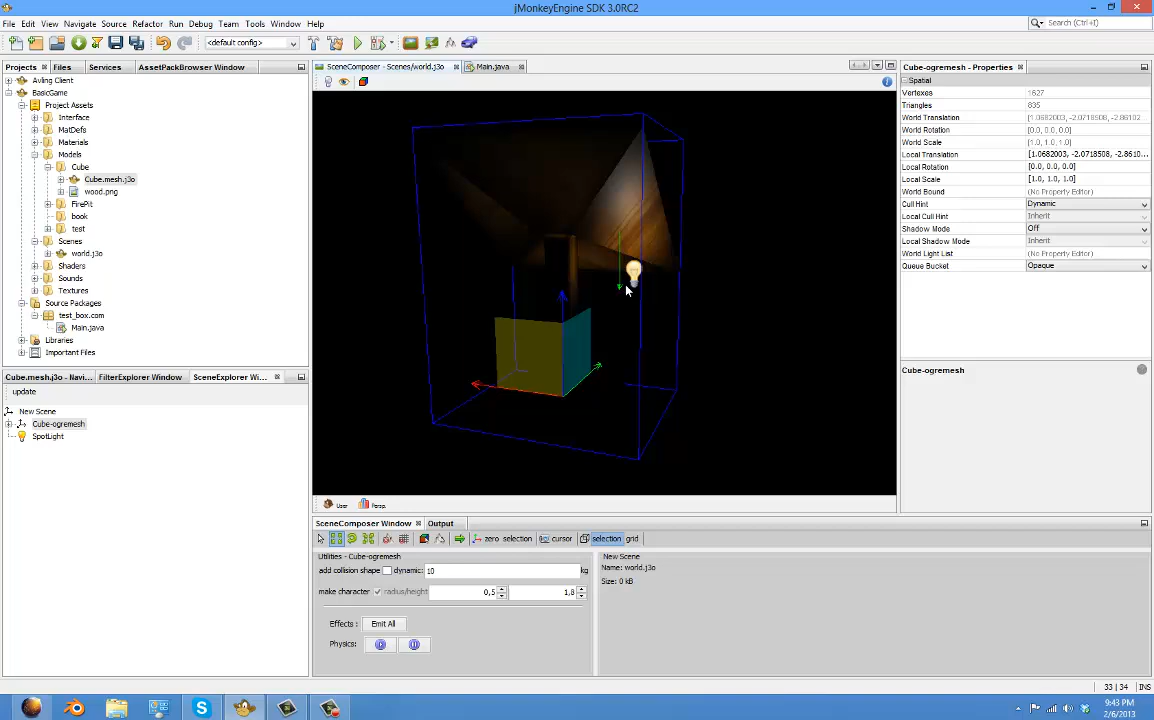 jMonkeyEngine SDK 3.0RC2
File Edit View Navigate Source Refactor Run Debug Team Tools Window Help
Search (Ctrl+I)
<default config>
Projects Files Services AssetPackBrowser Window
Avling Client
BasicGame
Project Assets
Interface
MatDefs
Materials
Models
Cube
Cube.mesh.j3o
wood.png
FirePit
book
test
Scenes
world.j3o
Shaders
Sounds
Textures
Source Packages
test_box.com
Main.java
Libraries
Important Files
Cube.mesh.j3o - Navi... FilterExplorer Window SceneExplorer Wi...
update
New Scene
Cube-ogremesh
SpotLight
SceneComposer - Scenes/world.j3o Main.java
User Persp.
SceneComposer Window Output
zero selection cursor selection grid
Utilities - Cube-ogremesh
add collision shape dynamic: 10 kg
make character radius/height 0,5 1,8
Effects : Emit All
Physics:
New Scene
Name: world.j3o
Size: 0 kB
Cube-ogremesh - Properties
Spatial
Vertexes 1627
Triangles 835
World Translation [1.0682003, -2.0718508, -2.86102...
World Rotation [0.0, 0.0, 0.0]
World Scale [1.0, 1.0, 1.0]
Local Translation [1.0682003, -2.0718508, -2.8610...
Local Rotation [0.0, 0.0, 0.0]
Local Scale [1.0, 1.0, 1.0]
World Bound (No Property Editor)
Cull Hint Dynamic
Local Cull Hint Inherit
Shadow Mode Off
Local Shadow Mode Inherit
World Light List (No Property Editor)
Queue Bucket Opaque
Cube-ogremesh
33 | 34 INS
9:43 PM
2/6/2013